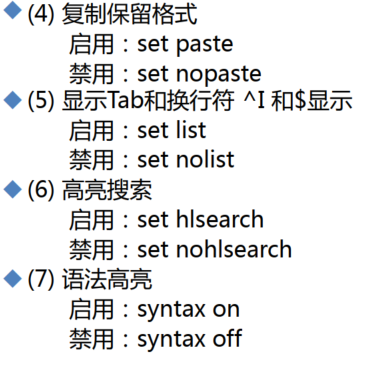 (4) 复制保留格式
启用：set paste
禁用：set nopaste
(5) 显示Tab和换行符 ^I 和$显示
启用：set list
禁用：set nolist
(6) 高亮搜索
启用：set hlsearch
禁用：set nohlsearch
(7) 语法高亮
启用：syntax on
禁用：syntax off